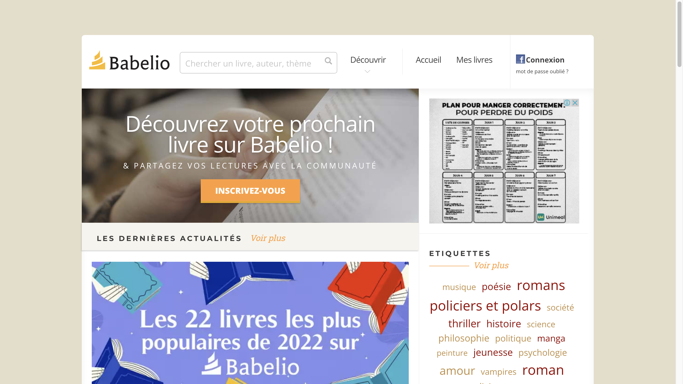 Babelio
Chercher un livre, auteur, thème
Découvrir
Accueil
Mes livres
Connexion
mot de passe oublié ?
Découvrez votre prochain
livre sur Babelio !
& PARTAGEZ VOS LECTURES AVEC LA COMMUNAUTÉ
INSCRIVEZ-VOUS
LES DERNIÈRES ACTUALITÉS Voir plus
Les 22 livres les plus
populaires de 2022 sur
Babelio
PLAN POUR MANGER CORRECTEMENT
POUR PERDRE DU POIDS
Unimeal
ETIQUETTES
Voir plus
musique poésie romans
policiers et polars société
thriller histoire science
philosophie politique manga
peinture jeunesse psychologie
amour vampires roman